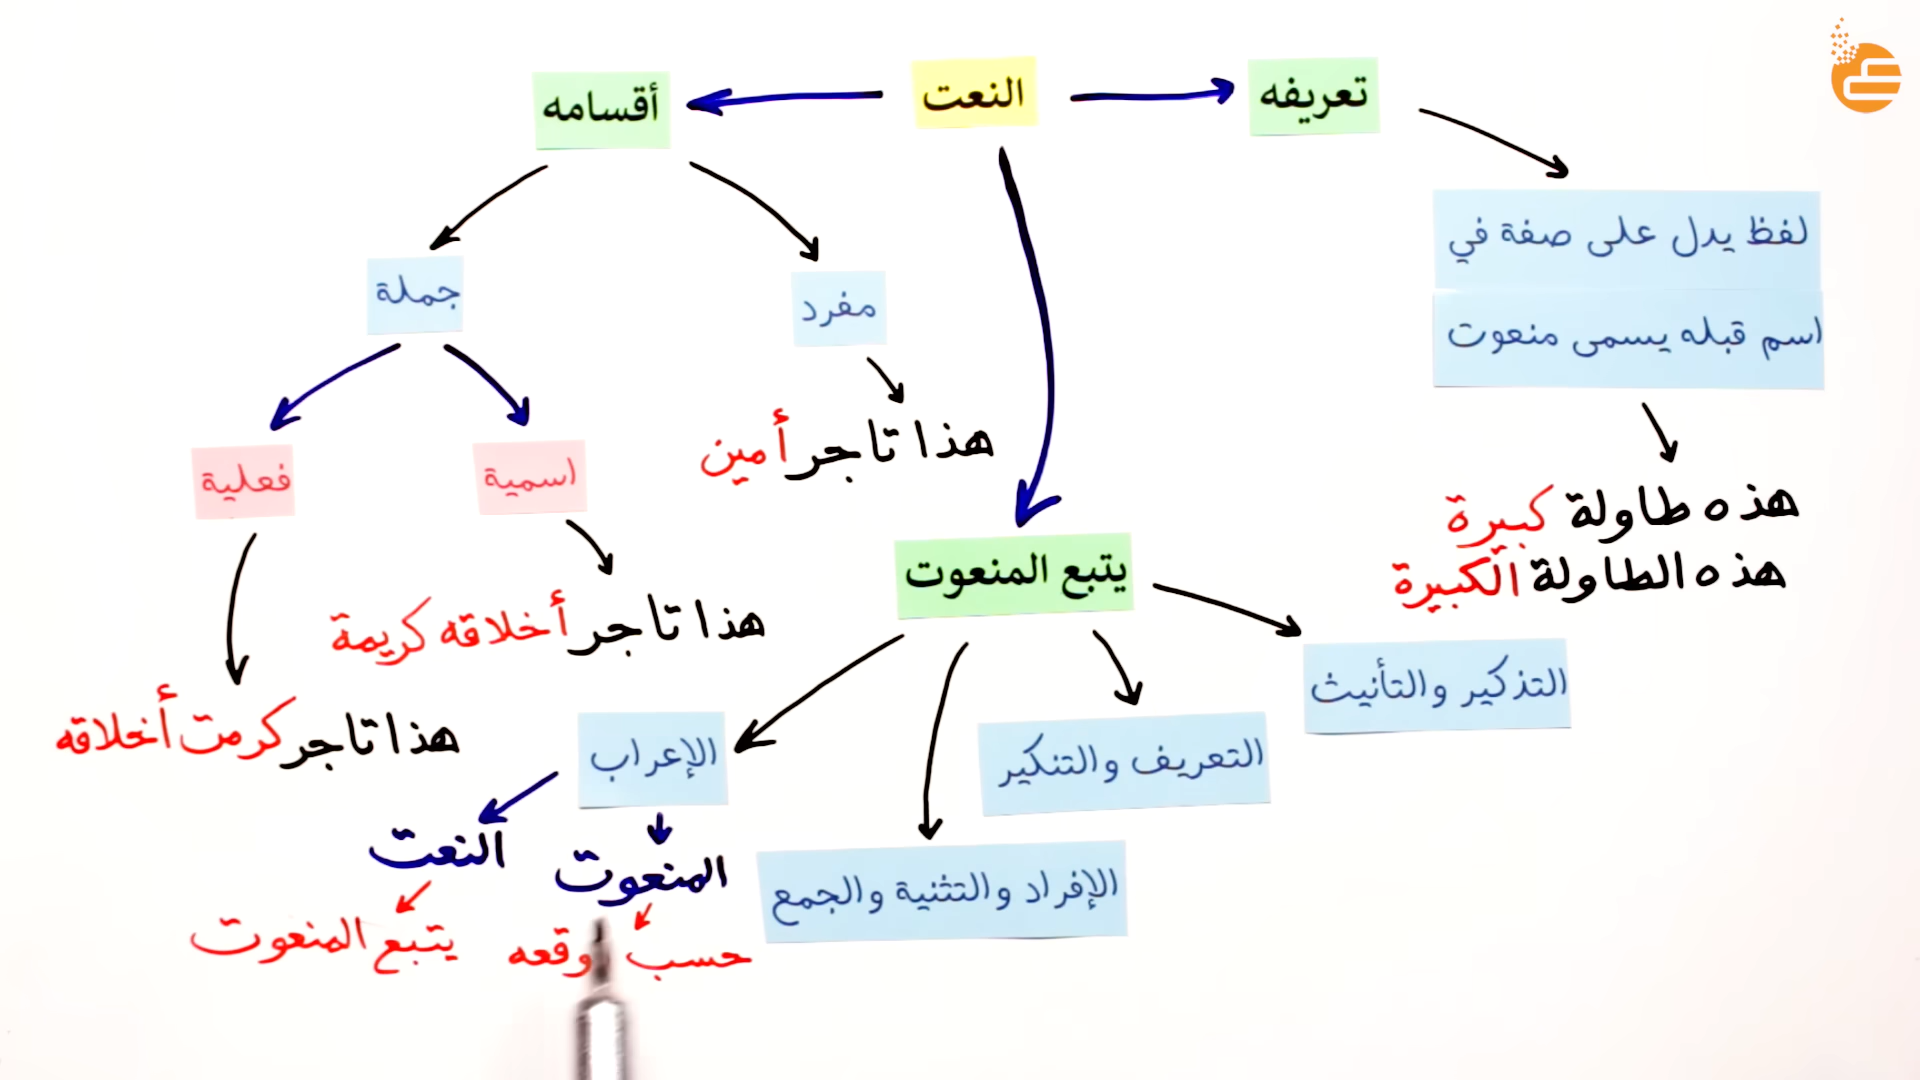 النعت
تعريفه
لفظ يدل على صفة في
اسم قبله يسمى منعوت
هذه طاولة كبيرة
هذه الطاولة الكبيرة
أقسامه
مفرد
هذا تاجر أمين
جملة
اسمية
هذا تاجر أخلاقه كريمة
فعلية
هذا تاجر كرمت أخلاقه
يتبع المنعوت
التذكير والتأنيث
التعريف والتنكير
الإفراد والتثنية والجمع
الإعراب
المنعوت
حسب
النعت
يتبع المنعوت